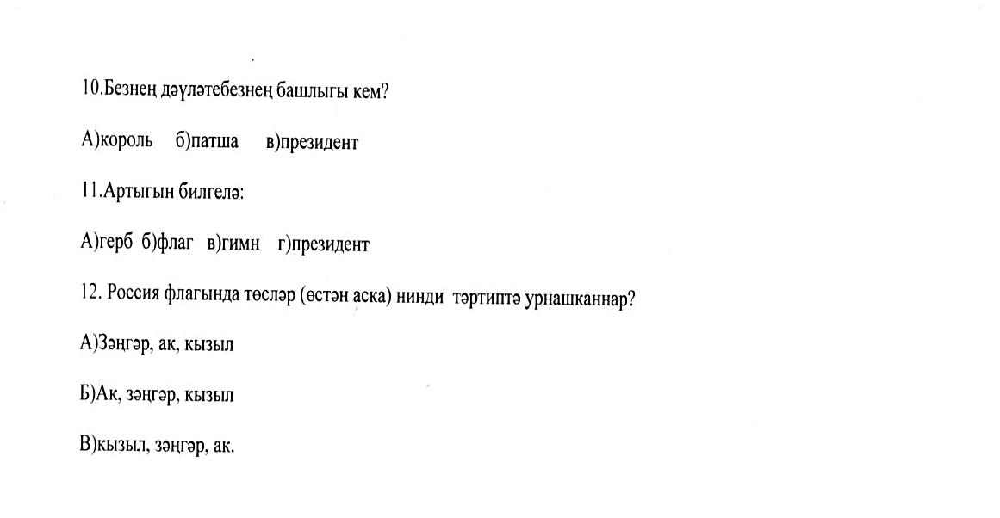 10.Безнең дәүләтебезнең башлыгы кем?
А)король б)патша в)президент
11.Артыгын билгелә:
А)герб б)флаг в)гимн г)президент
12. Россия флагында төсләр (өстән аска) нинди тәртиптә урнашканнар?
А)Зәңгәр, ак, кызыл
Б)Ак, зәңгәр, кызыл
В)кызыл, зәңгәр, ак.